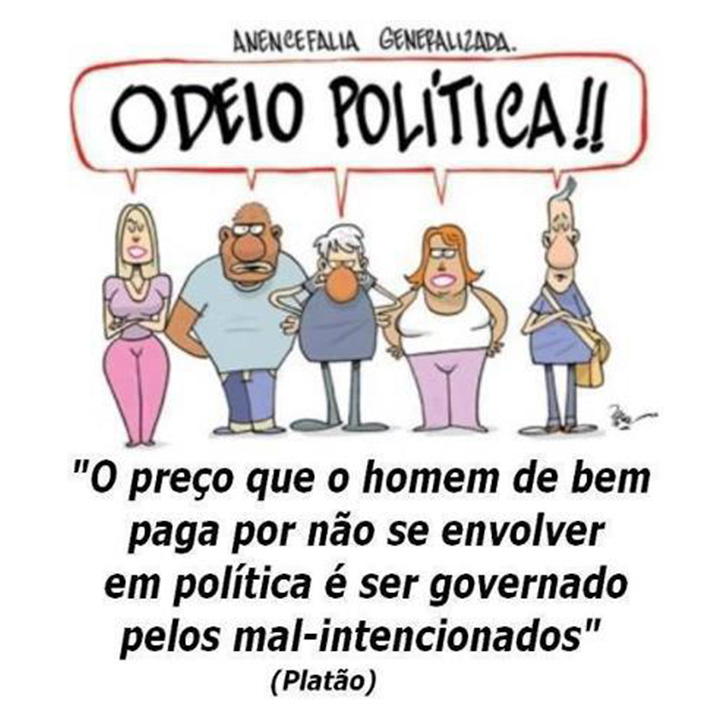 ANENCEFALIA GENERALIZADA.
ODEIO POLÍTICA!!
"O preço que o homem de bem
paga por não se envolver
em política é ser governado
pelos mal-intencionados"
(Platão)